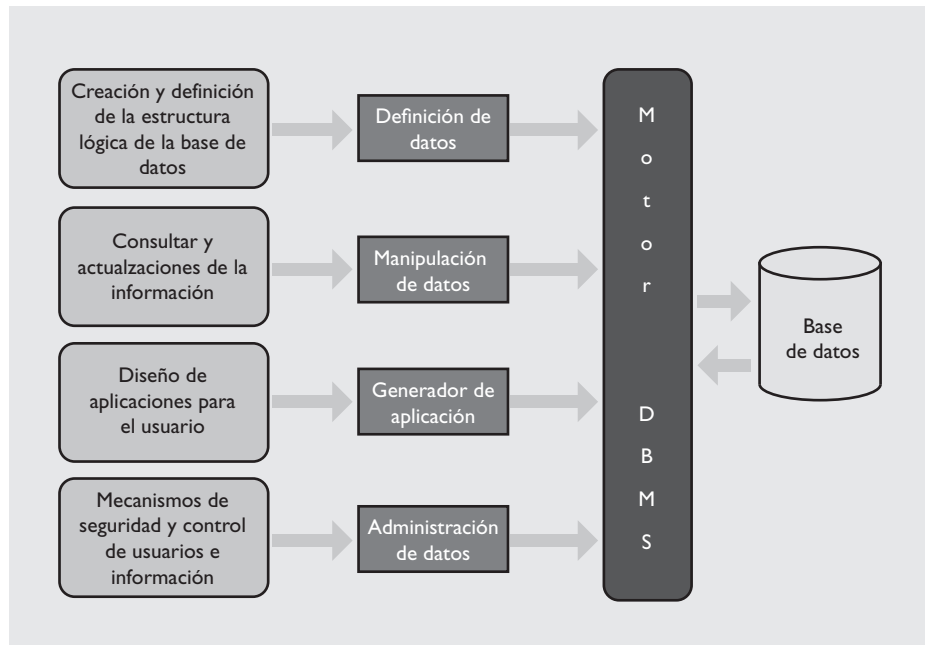 Creación y definición
de la estructura
lógica de la base de
datos
Definición de
datos
Consultar y
actualzaciones de la
información
Manipulación
de datos
Diseño de
aplicaciones para
el usuario
Generador de
aplicación
Mecanismos de
seguridad y control
de usuarios e
información
Administración
de datos
M
o
t
o
r
D
B
M
S
Base
de datos